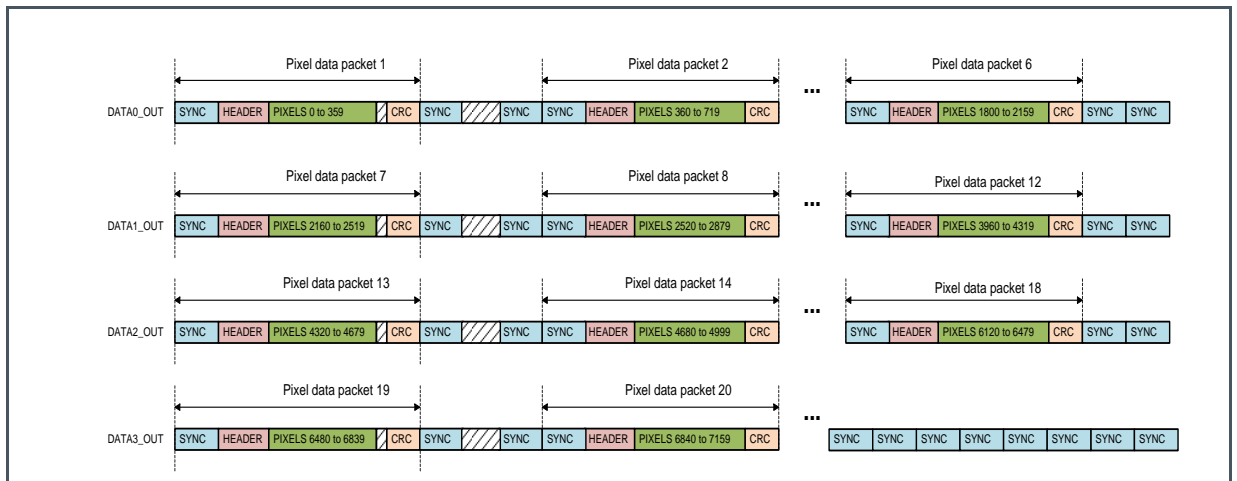 Pixel data packet 1 Pixel data packet 2 ... Pixel data packet 6
DATA0_OUT SYNC HEADER PIXELS 0 to 359 CRC SYNC SYNC SYNC HEADER PIXELS 360 to 719 CRC SYNC HEADER PIXELS 1800 to 2159 CRC SYNC SYNC
Pixel data packet 7 Pixel data packet 8 ... Pixel data packet 12
DATA1_OUT SYNC HEADER PIXELS 2160 to 2519 CRC SYNC SYNC SYNC HEADER PIXELS 2520 to 2879 CRC SYNC HEADER PIXELS 3960 to 4319 CRC SYNC SYNC
Pixel data packet 13 Pixel data packet 14 ... Pixel data packet 18
DATA2_OUT SYNC HEADER PIXELS 4320 to 4679 CRC SYNC SYNC SYNC HEADER PIXELS 4680 to 4999 CRC SYNC HEADER PIXELS 6120 to 6479 CRC SYNC SYNC
Pixel data packet 19 Pixel data packet 20 ...
DATA3_OUT SYNC HEADER PIXELS 6480 to 6839 CRC SYNC SYNC SYNC HEADER PIXELS 6840 to 7159 CRC SYNC SYNC SYNC SYNC SYNC SYNC SYNC SYNC